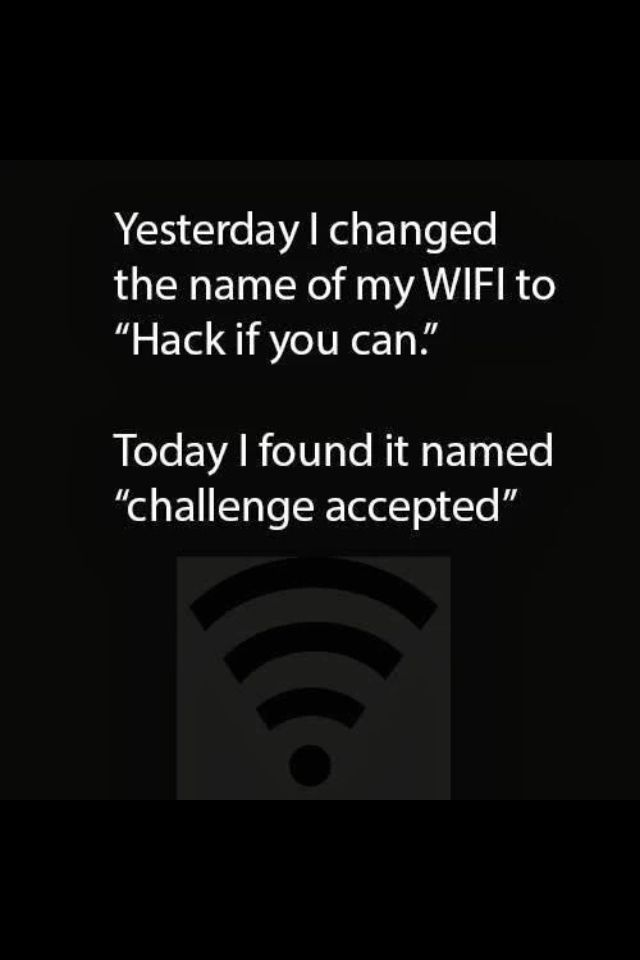 Yesterday I changed
the name of my WIFI to
“Hack if you can.”
Today I found it named
“challenge accepted”